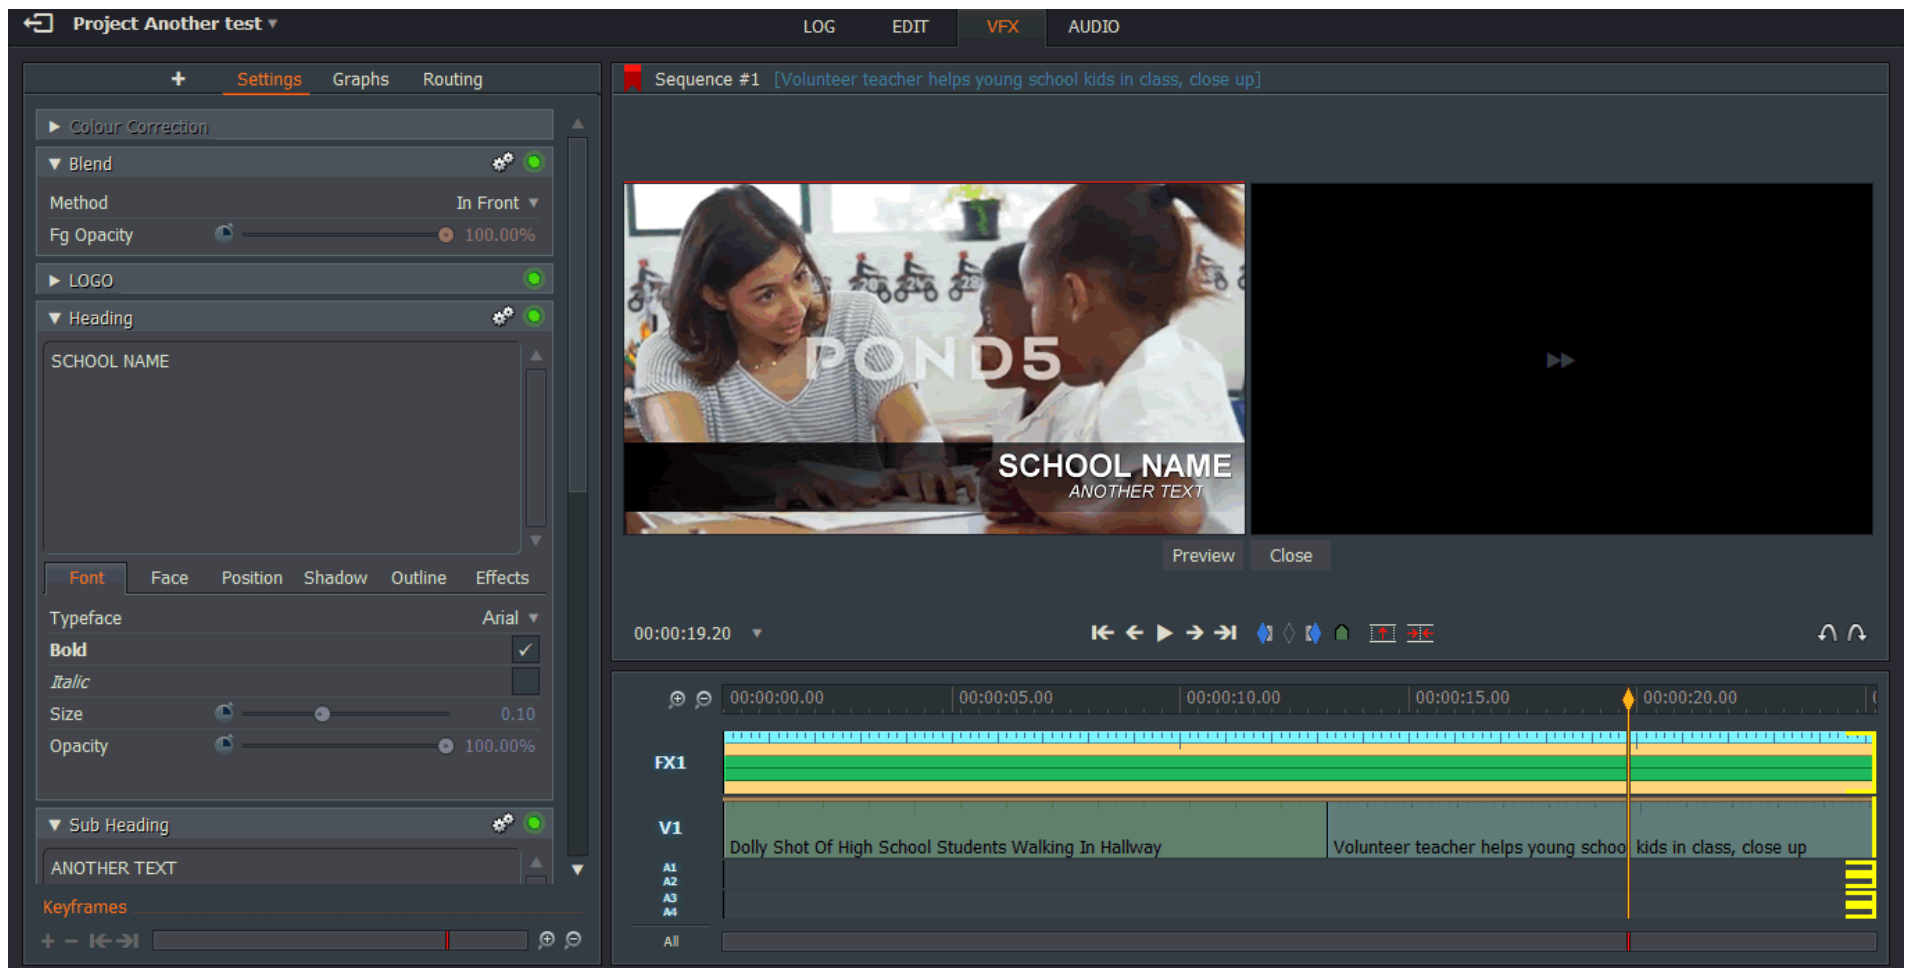 Project Another test
LOG EDIT VFX AUDIO
+ Settings Graphs Routing
Colour Correction
Blend
Method In Front
Fg Opacity 100.00%
LOGO
Heading
SCHOOL NAME
Font Face Position Shadow Outline Effects
Typeface Arial
Bold
Italic
Size 0.10
Opacity 100.00%
Sub Heading
ANOTHER TEXT
Keyframes
Sequence #1 [Volunteer teacher helps young school kids in class, close up]
POND5
SCHOOL NAME
ANOTHER TEXT
Preview Close
00:00:19.20
00:00:00.00 00:00:05.00 00:00:10.00 00:00:15.00 00:00:20.00
FX1
V1
Dolly Shot Of High School Students Walking In Hallway Volunteer teacher helps young school kids in class, close up
A1
A2
A3
A4
All